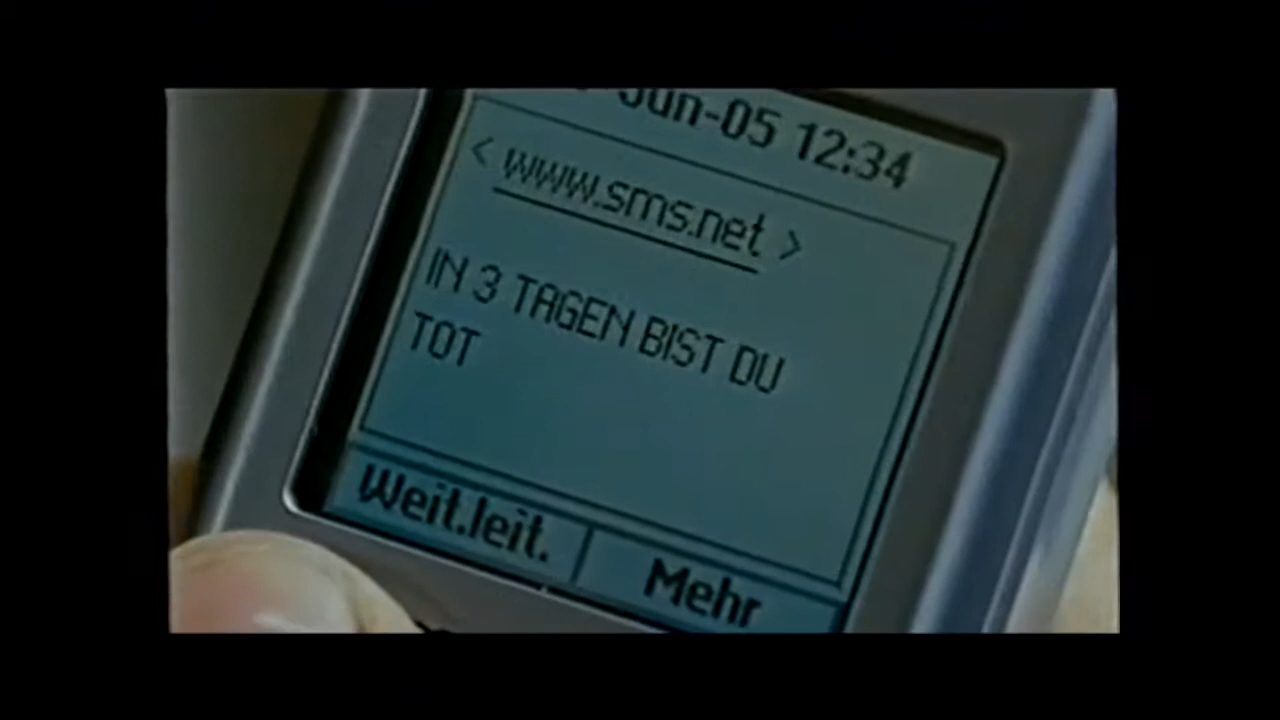 Jun-05 12:34
< www.sms.net >
IN 3 TAGEN BIST DU
TOT
Weit.leit. Mehr